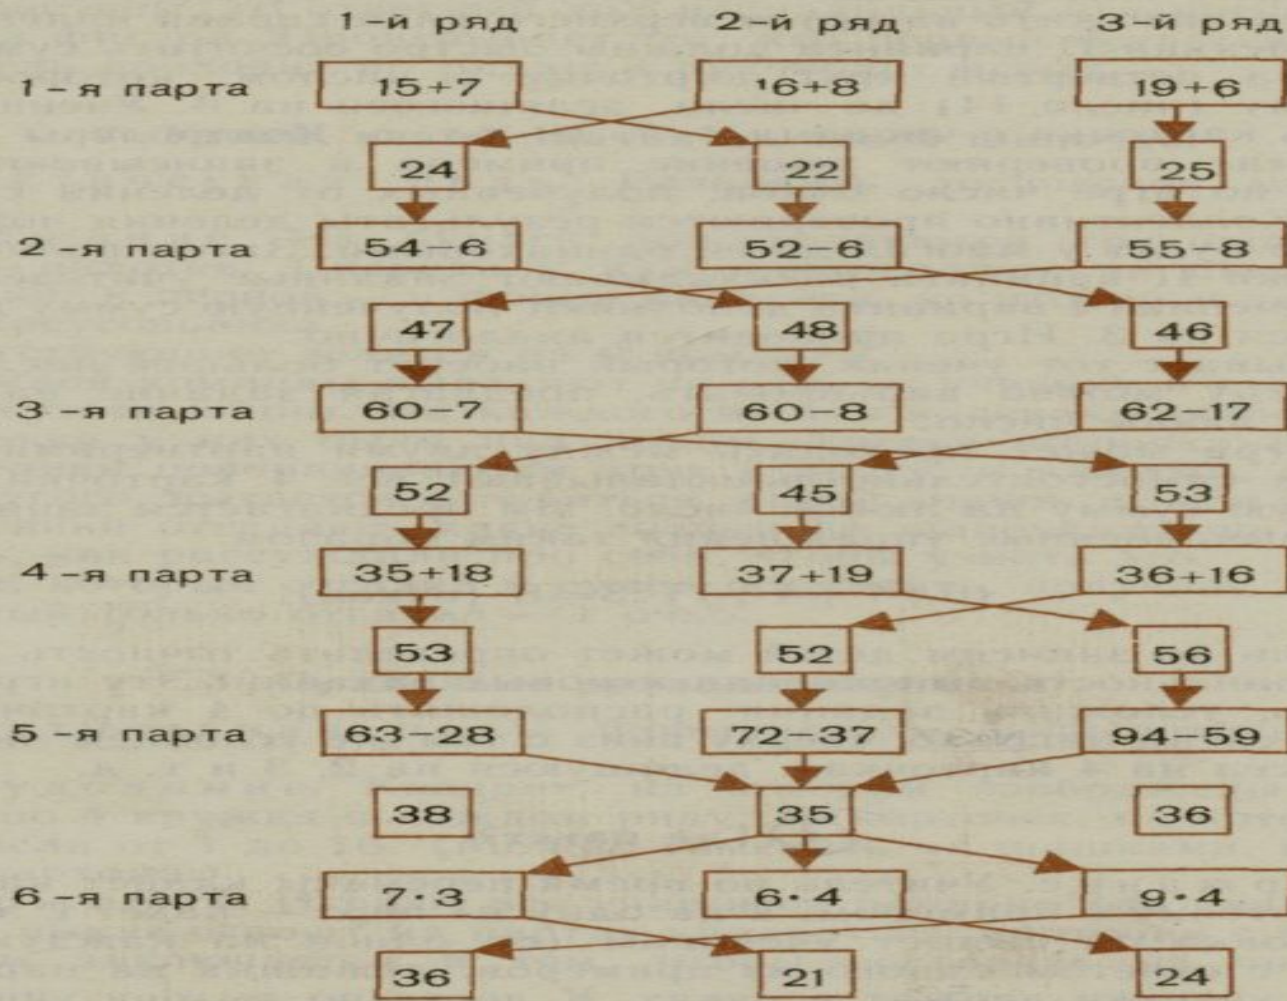 1-й ряд 2-й ряд 3-й ряд
1-я парта 15+7 16+8 19+6
24 22 25
2-я парта 54-6 52-6 55-8
47 48 46
3-я парта 60-7 60-8 62-17
52 45 53
4-я парта 35+18 37+19 36+16
53 52 56
5-я парта 63-28 72-37 94-59
38 35 36
6-я парта 7·3 6·4 9·4
36 21 24